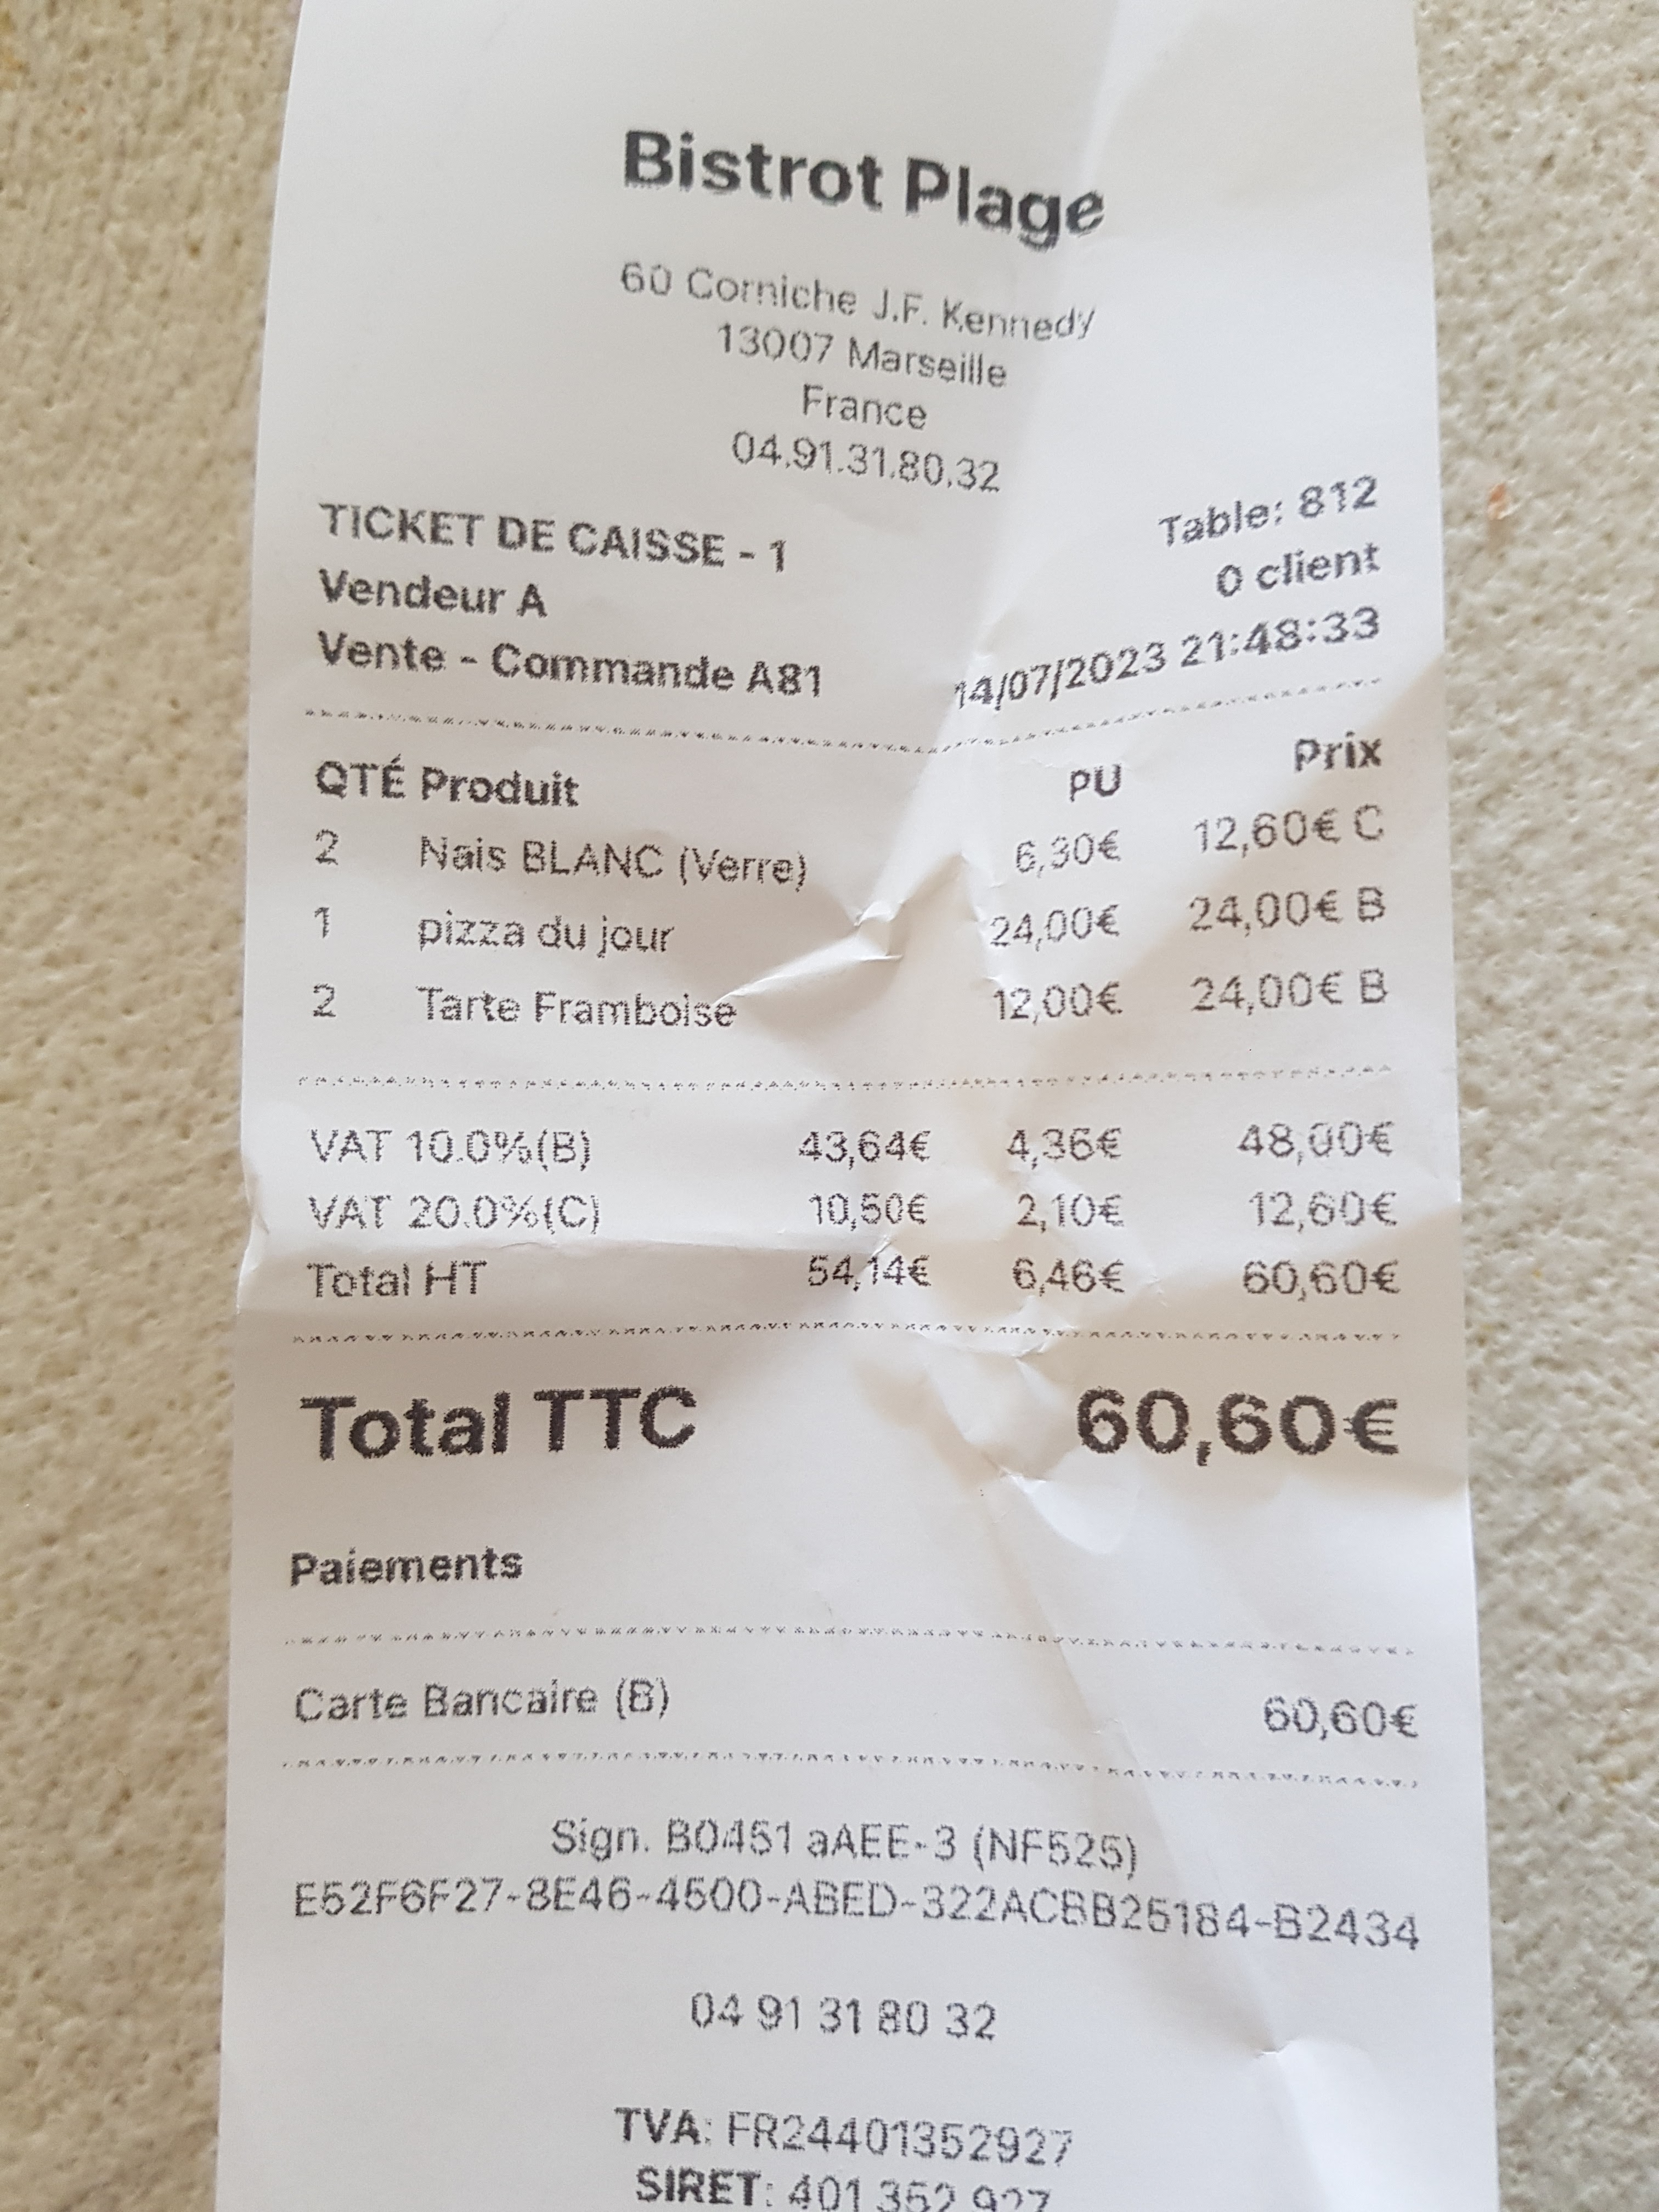 Bistrot Plage
60 Corniche J.F. Kennedy
13007 Marseille
France
04.91.31.80.32
TICKET DE CAISSE - 1 Table: 812
Vendeur A 0 client
Vente - Commande A81 14/07/2023 21:48:33
QTÉ Produit PU Prix
2 Nais BLANC (Verre) 6,30€ 12,60€ C
1 pizza du jour 24,00€ 24,00€ B
2 Tarte Framboise 12,00€ 24,00€ B
VAT 10.0%(B) 43,64€ 4,36€ 48,00€
VAT 20.0%(C) 10,50€ 2,10€ 12,60€
Total HT 54,14€ 6,46€ 60,60€
Total TTC 60,60€
Paiements
Carte Bancaire (B) 60,60€
Sign. B0451 aAEE-3 (NF525)
E52F6F27-8E46-4500-ABED-322ACBB25184-B2434
04 91 31 80 32
TVA: FR24401352927
SIRET: 401 352 927